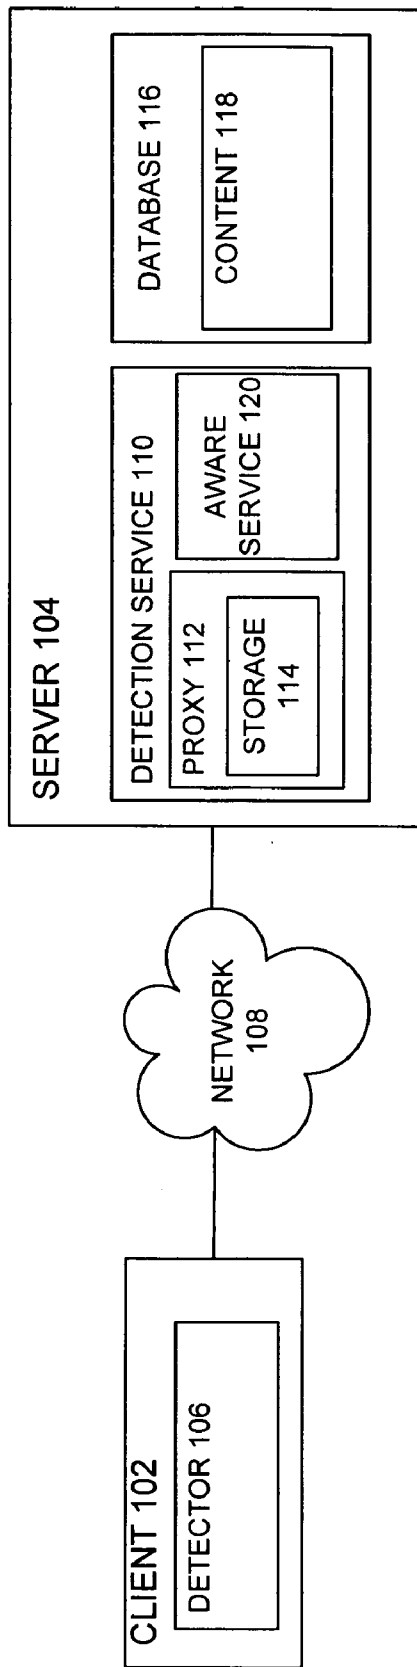 CLIENT 102
DETECTOR 106
NETWORK
108
SERVER 104
DETECTION SERVICE 110
PROXY 112
STORAGE
114
AWARE
SERVICE 120
DATABASE 116
CONTENT 118